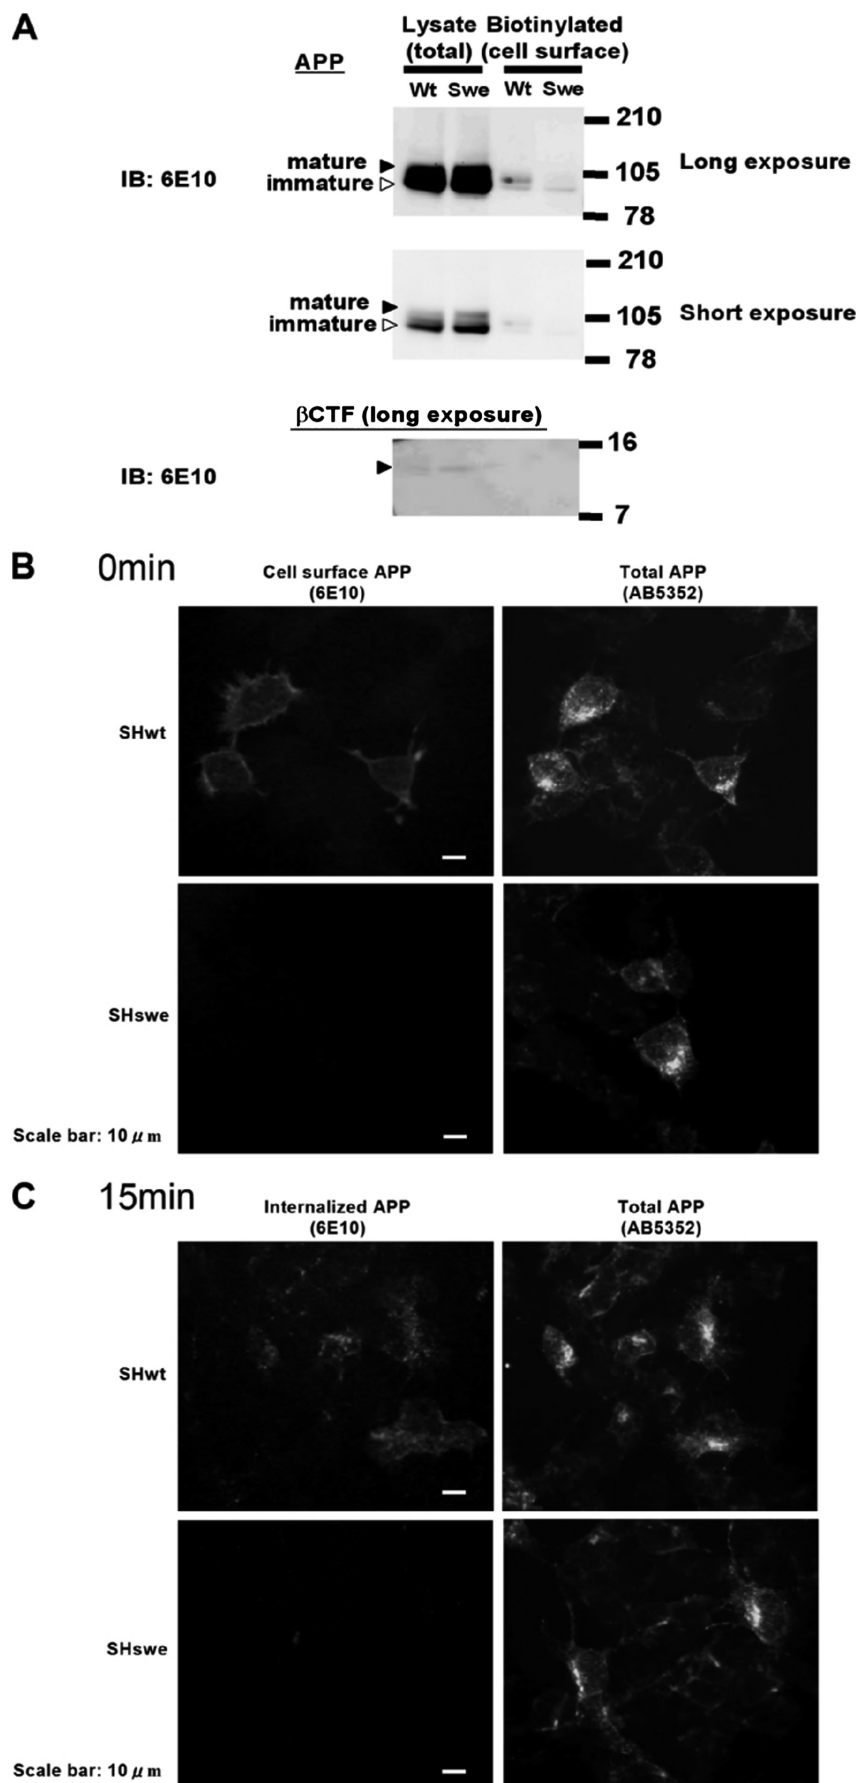 A
Lysate Biotinylated
(total) (cell surface)
APP
Wt Swe Wt Swe
210
mature
Long exposure
105
IB: 6E10
immature
78
210
mature
Short exposure
105
immature
78
βCTF (long exposure)
16
IB: 6E10
7
B 0min
Cell surface APP
(6E10)
Total APP
(AB5352)
SHwt
SHswe
Scale bar: 10 μm
C 15min
Internalized APP
(6E10)
Total APP
(AB5352)
SHwt
SHswe
Scale bar: 10 μm